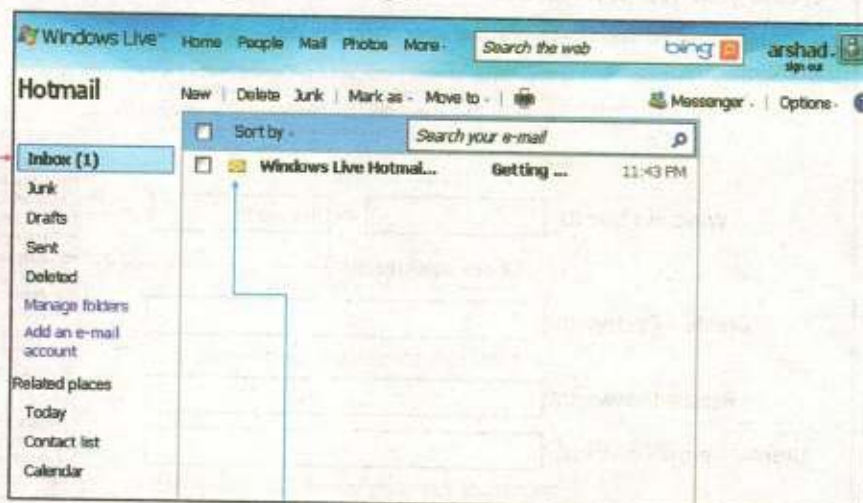 Windows Live™ Home People Mail Photos More Search the web bing arshad
sign out
Hotmail New | Delete Junk | Mark as Move to | Messenger | Options
Sort by Search your e-mail
Inbox (1) Windows Live Hotmai... Getting ... 11:43 PM
Junk
Drafts
Sent
Deleted
Manage folders
Add an e-mail
account
Related places
Today
Contact list
Calendar